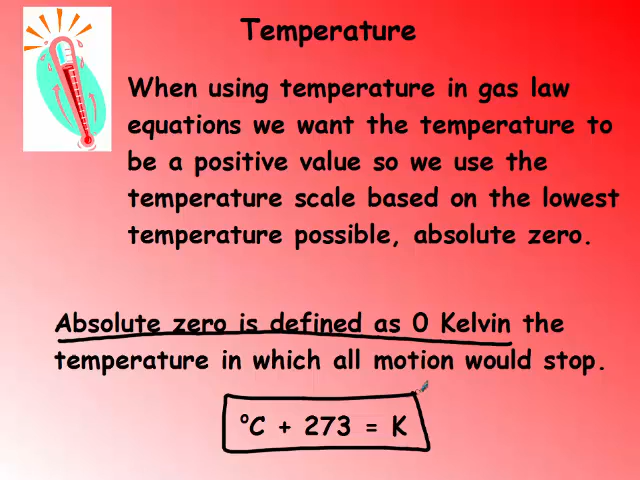 Temperature
When using temperature in gas law
equations we want the temperature to
be a positive value so we use the
temperature scale based on the lowest
temperature possible, absolute zero.
Absolute zero is defined as 0 Kelvin the
temperature in which all motion would stop.
°C + 273 = K